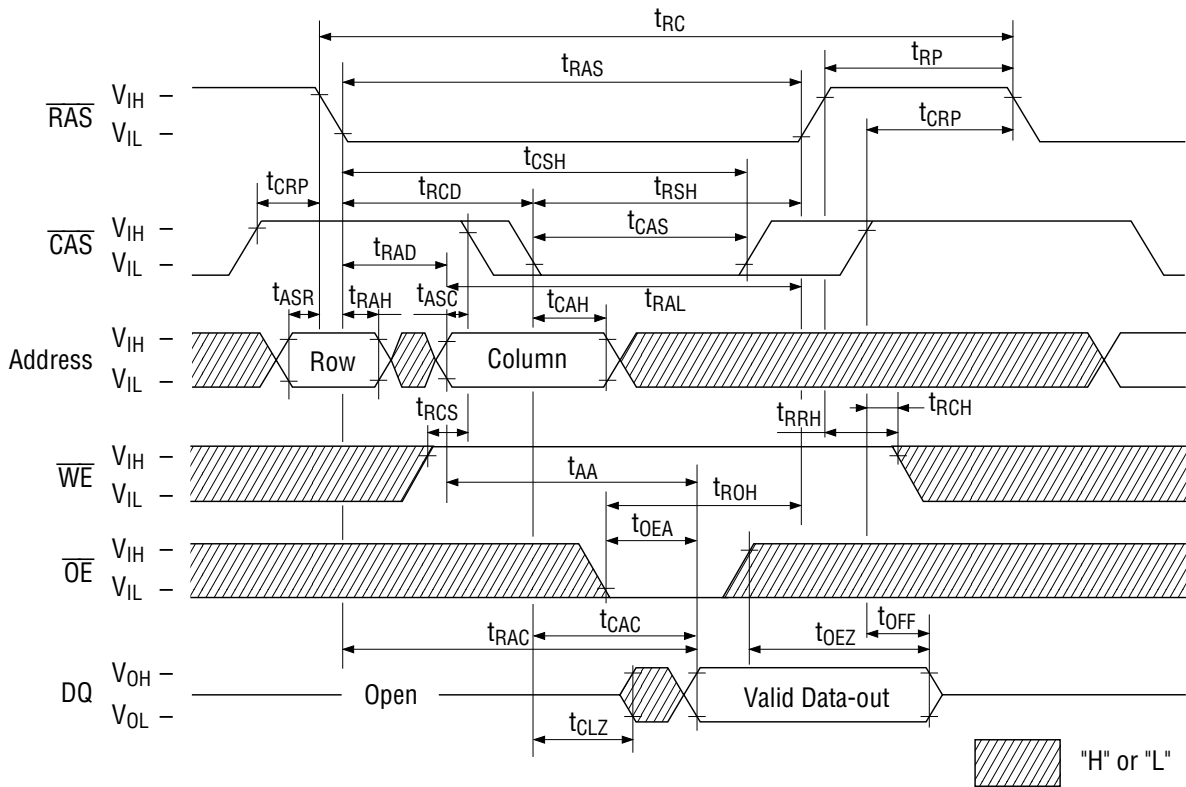 tRC
tRAS
tRP
RAS
VIH
VIL
tCRP
tCSH
tCRP
tRCD
tRSH
CAS
VIH
VIL
tCAS
tRAD
tRAL
tASR
tRAH
tASC
tCAH
Address
VIH
VIL
Row
Column
tRCS
tRRH
tRCH
WE
VIH
VIL
tAA
tROH
tOEA
OE
VIH
VIL
tRAC
tCAC
tOEZ
tOFF
DQ
VOH
VOL
Open
Valid Data-out
tCLZ
"H" or "L"